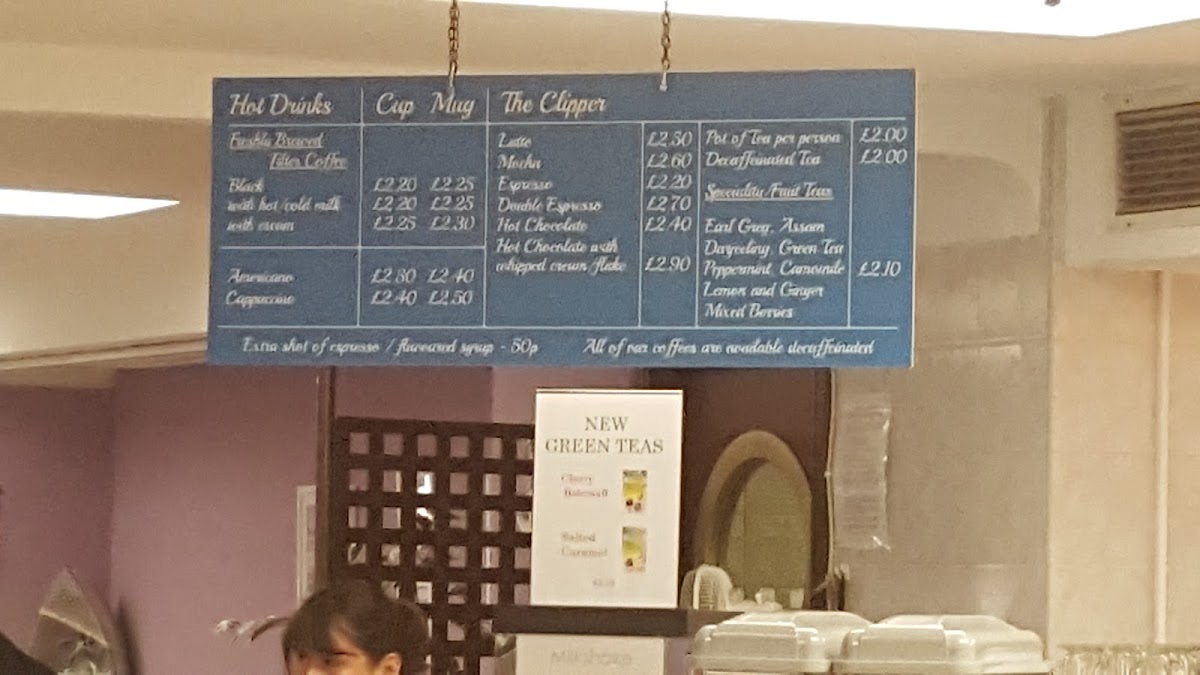 Hot Drinks Cup Mug The Clipper
Freshly Brewed
Filter Coffee
Black £2.20 £2.25
with hot/cold milk £2.20 £2.25
with cream £2.25 £2.30
Americano £2.30 £2.40
Cappuccino £2.40 £2.50
Latte £2.50
Mocha £2.60
Espresso £2.20
Double Espresso £2.70
Hot Chocolate £2.40
Hot Chocolate with
whipped cream/flake £2.90
Pot of Tea per person £2.00
Decaffeinated Tea £2.00
Speciality/Fruit Teas
Earl Grey, Assam
Darjeeling, Green Tea
Peppermint, Camomile £2.10
Lemon and Ginger
Mixed Berries
Extra shot of espresso / flavoured syrup - 50p All of our coffees are available decaffeinated
NEW
GREEN TEAS
Cherry
Bakewell
Salted
Caramel
Milkshake